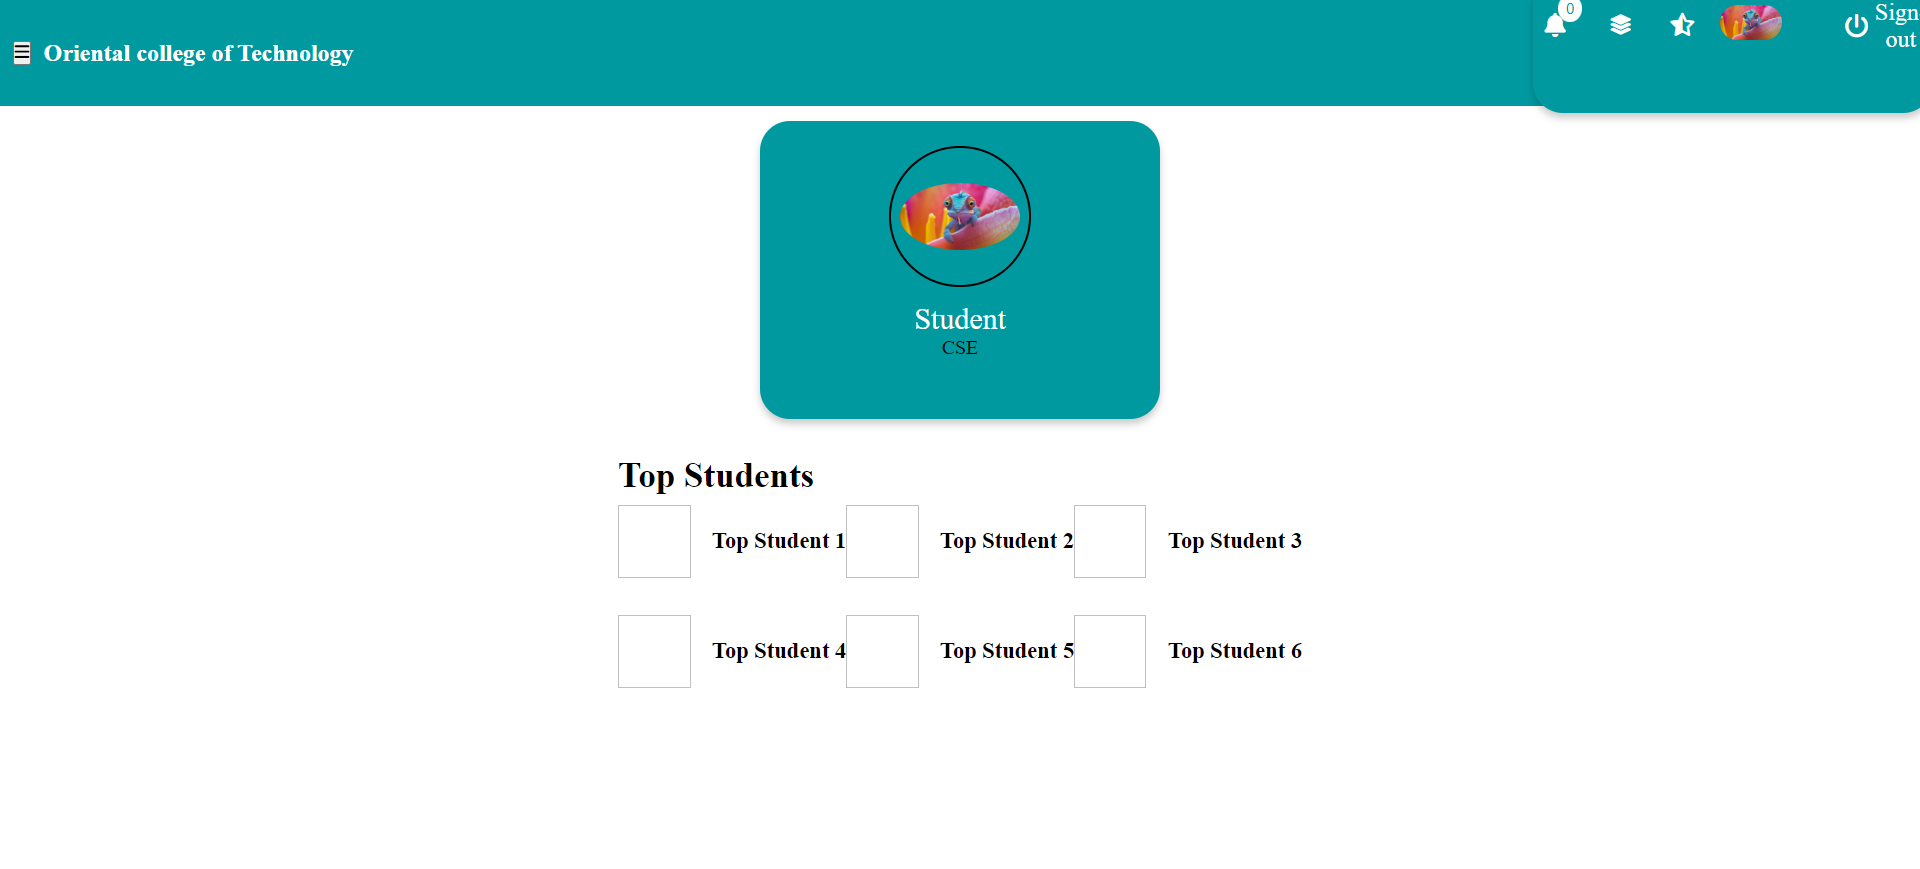 Oriental college of Technology
0
Sign
out
Student
CSE
Top Students
Top Student 1
Top Student 2
Top Student 3
Top Student 4
Top Student 5
Top Student 6